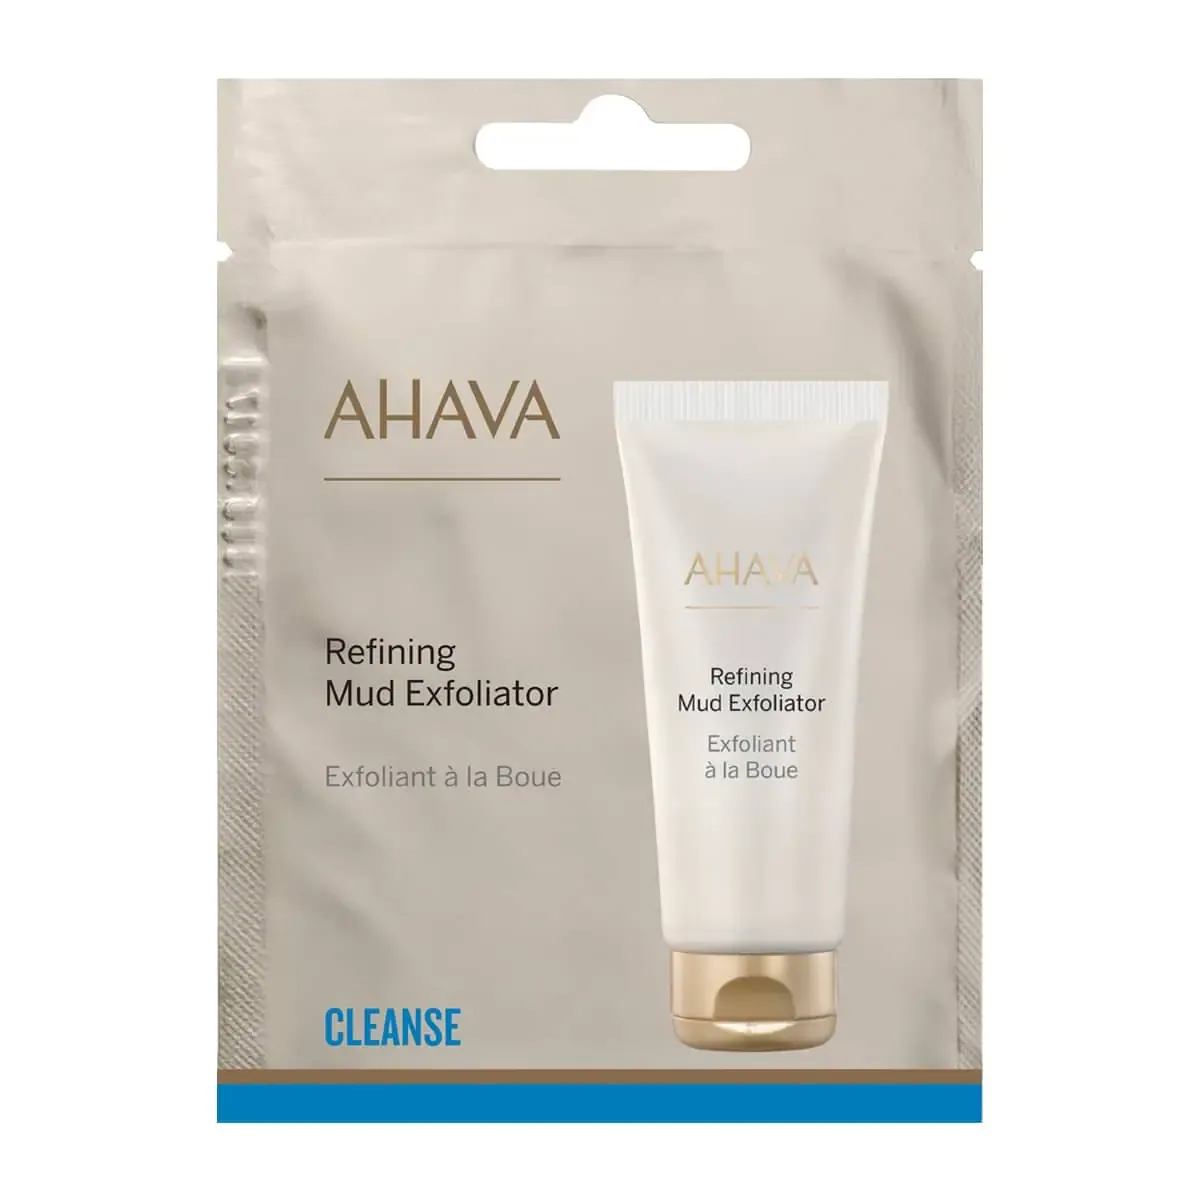 AHAVA
Refining
Mud Exfoliator
Exfoliant à la Boue
CLEANSE
AHAVA
Refining
Mud Exfoliator
Exfoliant
à la Boue